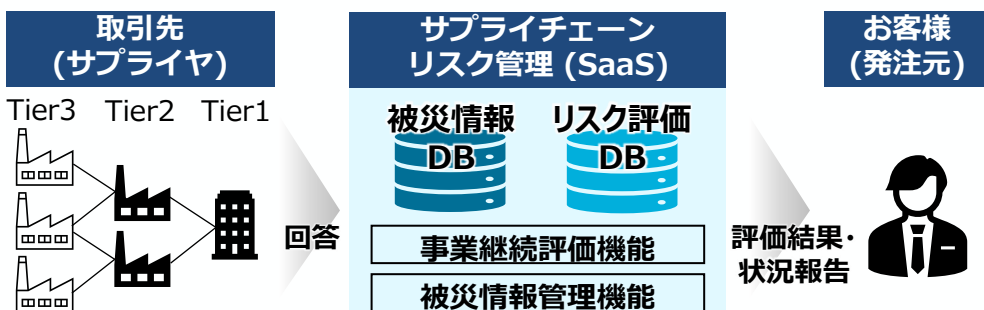 取引先
(サプライヤ)
Tier3 Tier2 Tier1
回答
サプライチェーン
リスク管理 (SaaS)
被災情報
DB
リスク評価
DB
事業継続評価機能
被災情報管理機能
お客様
(発注元)
評価結果・
状況報告